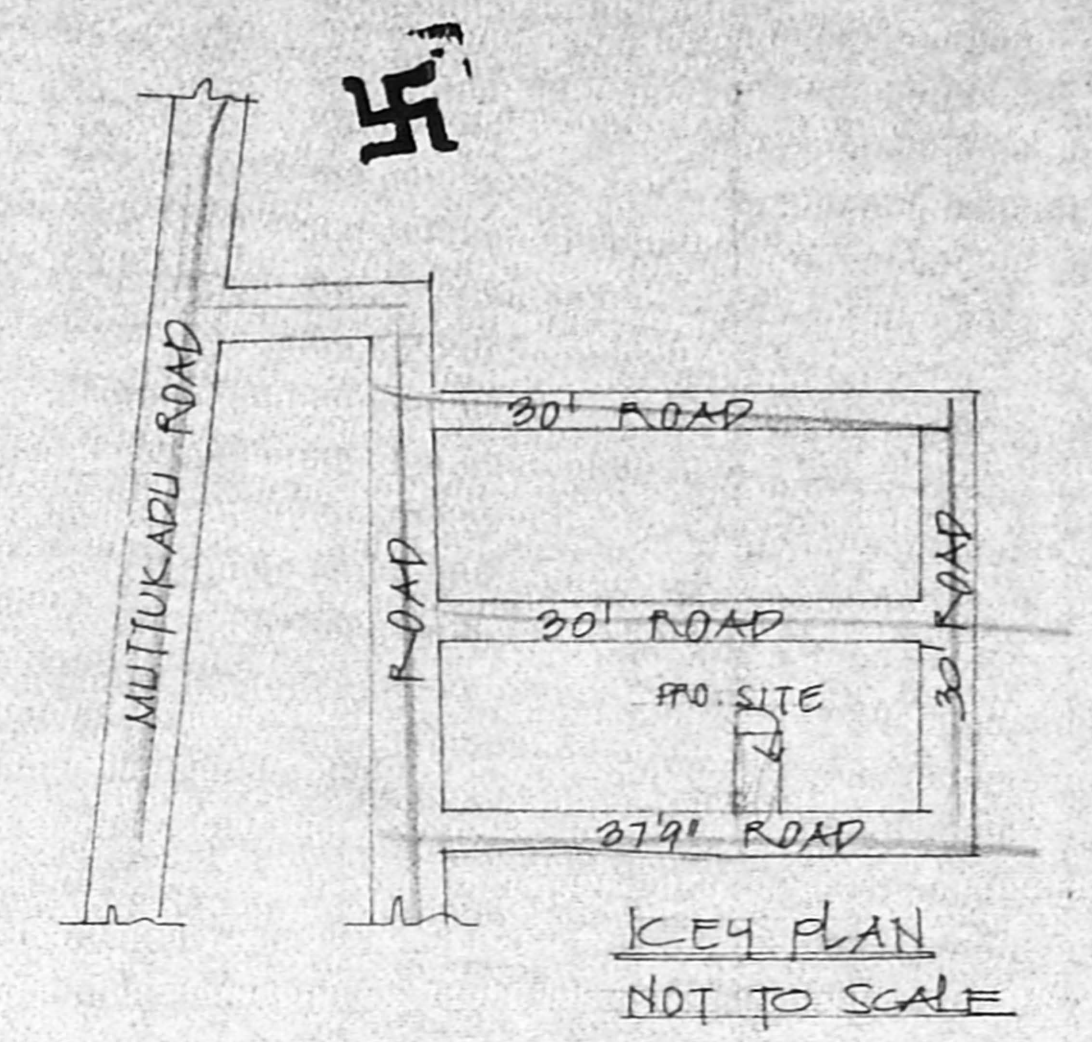 30' ROAD
MUTTUKADU ROAD
ROAD
30' ROAD
30' ROAD
PRO. SITE
37'9" ROAD
KEY PLAN
NOT TO SCALE